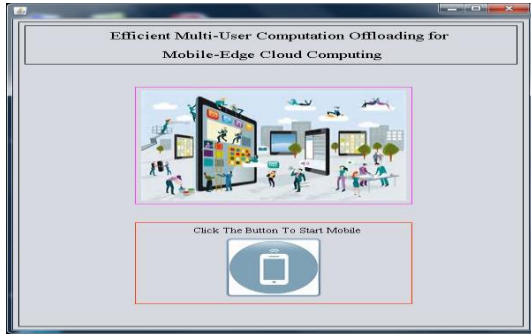 Efficient Multi-User Computation Offloading for
Mobile-Edge Cloud Computing
Click The Button To Start Mobile